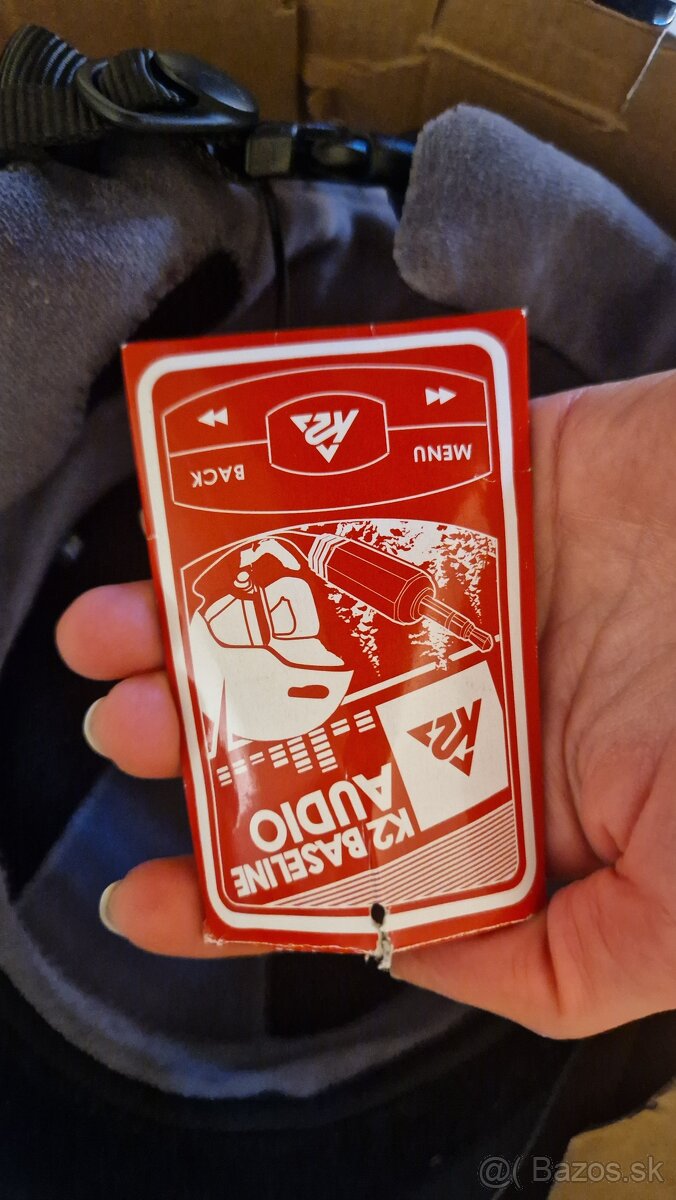 K2 BASELINE
AUDIO
K2
MENU
BACK
K2
@( Bazos.sk